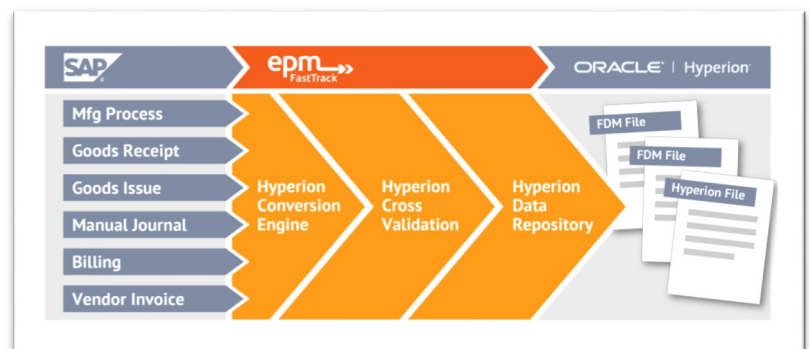 SAP
epm
FastTrack
ORACLE | Hyperion
Mfg Process
Goods Receipt
Goods Issue
Manual Journal
Billing
Vendor Invoice
Hyperion
Conversion
Engine
Hyperion
Cross
Validation
Hyperion
Data
Repository
FDM File
FDM File
Hyperion File